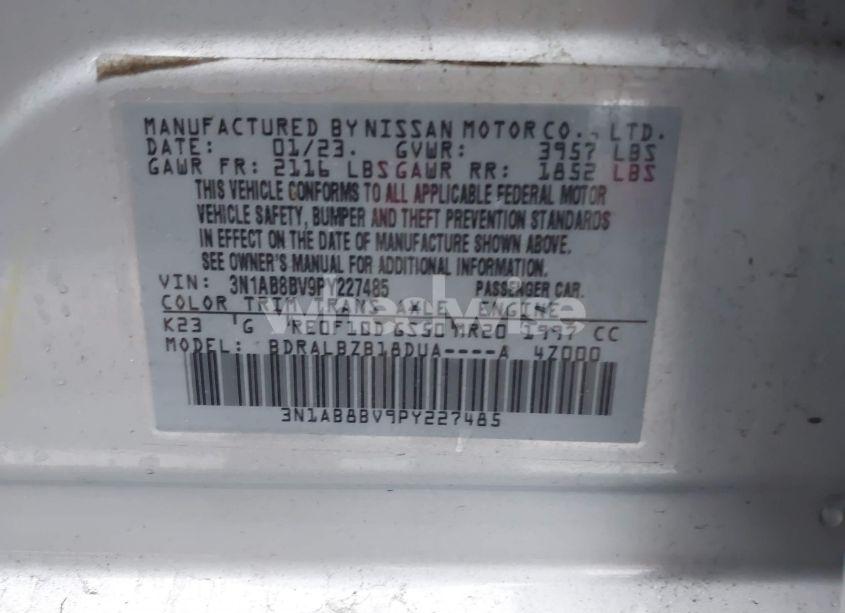 MANUFACTURED BY NISSAN MOTOR CO., LTD.
DATE: 01/23. GVWR: 3957 LBS
GAWR FR: 2116 LBS GAWR RR: 1852 LBS
THIS VEHICLE CONFORMS TO ALL APPLICABLE FEDERAL MOTOR
VEHICLE SAFETY, BUMPER AND THEFT PREVENTION STANDARDS
IN EFFECT ON THE DATE OF MANUFACTURE SHOWN ABOVE.
SEE OWNER'S MANUAL FOR ADDITIONAL INFORMATION.
VIN: 3N1AB8BV9PY227485 PASSENGER CAR.
COLOR TRIM TRANS AXLE ENGINE
K23 G RE0F10D GSS0 MR20 1997 CC
MODEL: BDRALBZB18DUA----A 4Z000
3N1AB8BV9PY227485